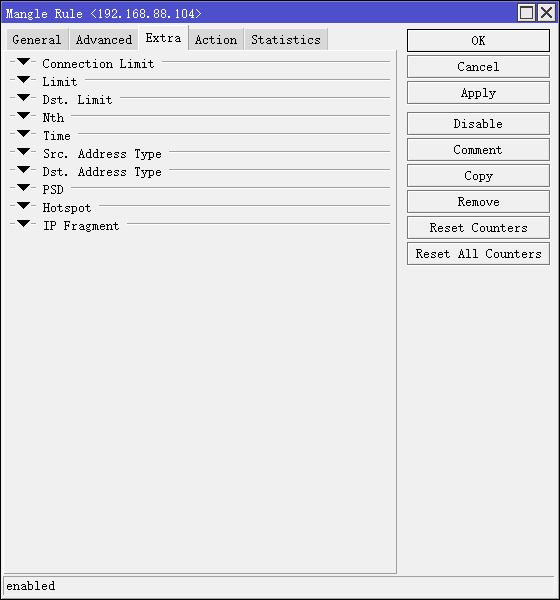 Mangle Rule <192.168.88.104>
General Advanced Extra Action Statistics
Connection Limit
Limit
Dst. Limit
Nth
Time
Src. Address Type
Dst. Address Type
PSD
Hotspot
IP Fragment
OK
Cancel
Apply
Disable
Comment
Copy
Remove
Reset Counters
Reset All Counters
enabled